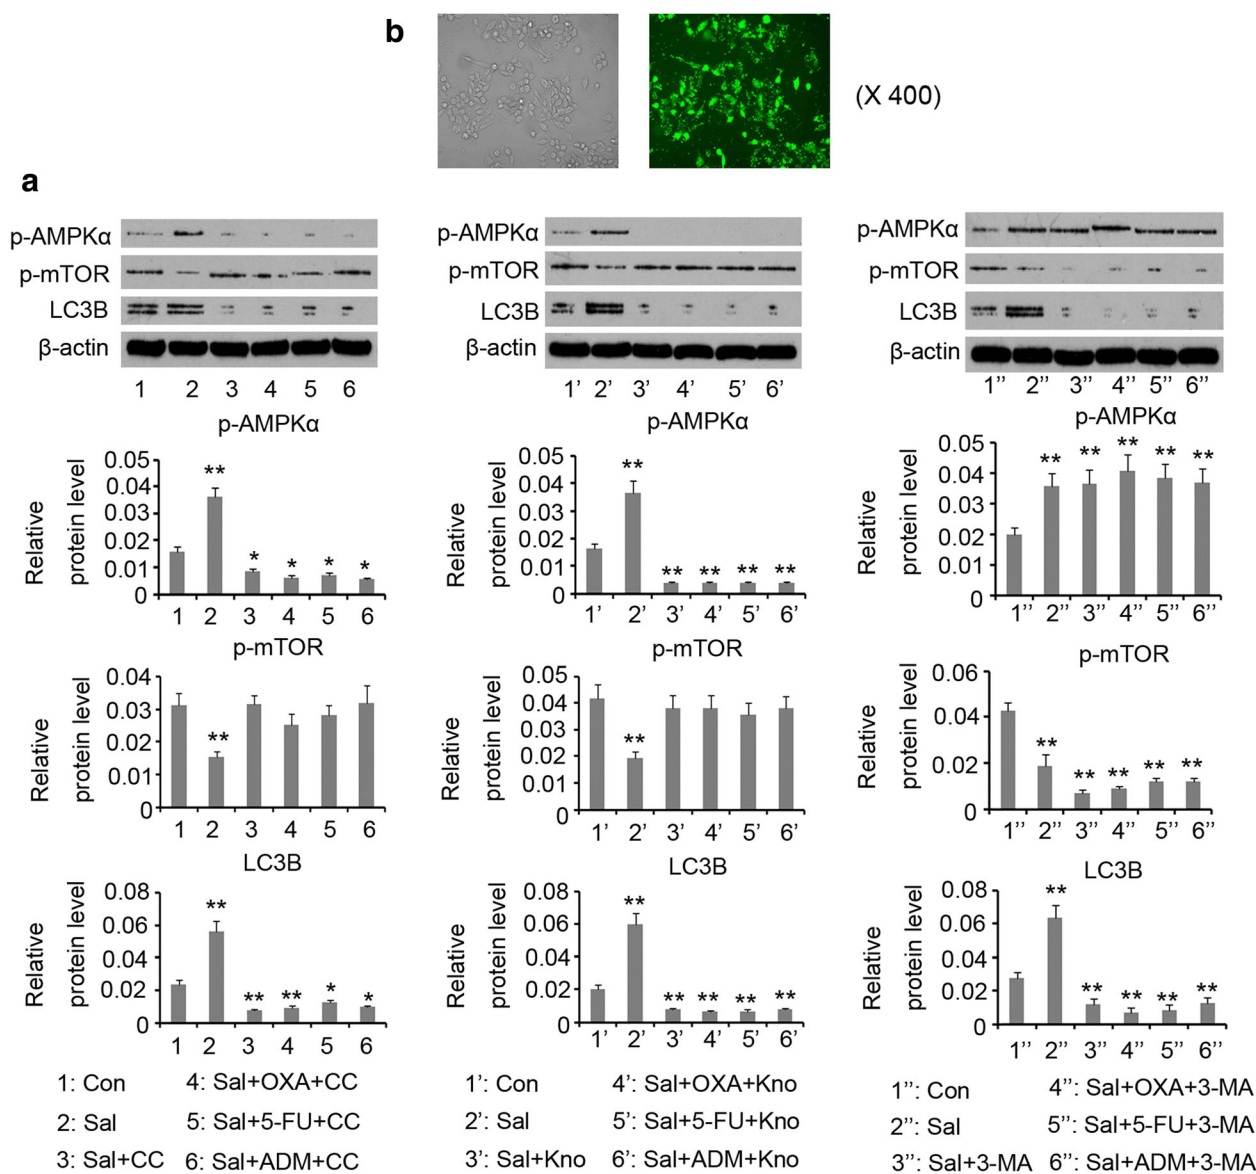 b
(X 400)
a
p-AMPKα
p-mTOR
LC3B
β-actin
1 2 3 4 5 6
p-AMPKα
p-mTOR
LC3B
β-actin
1’ 2’ 3’ 4’ 5’ 6’
p-AMPKα
p-mTOR
LC3B
β-actin
1’’ 2’’ 3’’ 4’’ 5’’ 6’’
p-AMPKα
Relative
protein level
0.05
0.04
0.03
0.02
0.01
0
** * * * *
1 2 3 4 5 6
p-AMPKα
Relative
protein level
0.05
0.04
0.03
0.02
0.01
0
** ** ** ** **
1’ 2’ 3’ 4’ 5’ 6’
p-AMPKα
Relative
protein level
0.05
0.04
0.03
0.02
0.01
0
** ** ** ** **
1’’ 2’’ 3’’ 4’’ 5’’ 6’’
p-mTOR
Relative
protein level
0.04
0.03
0.02
0.01
0
**
1 2 3 4 5 6
p-mTOR
Relative
protein level
0.05
0.04
0.03
0.02
0.01
0
**
1’ 2’ 3’ 4’ 5’ 6’
p-mTOR
Relative
protein level
0.06
0.04
0.02
0
** ** ** ** **
1’’ 2’’ 3’’ 4’’ 5’’ 6’’
LC3B
Relative
protein level
0.08
0.06
0.04
0.02
0
** ** ** * *
1 2 3 4 5 6
LC3B
Relative
protein level
0.08
0.06
0.04
0.02
0
** ** ** ** **
1’ 2’ 3’ 4’ 5’ 6’
LC3B
Relative
protein level
0.08
0.06
0.04
0.02
0
** ** ** ** **
1’’ 2’’ 3’’ 4’’ 5’’ 6’’
1: Con 4: Sal+OXA+CC
2: Sal 5: Sal+5-FU+CC
3: Sal+CC 6: Sal+ADM+CC
1’: Con 4’: Sal+OXA+Kno
2’: Sal 5’: Sal+5-FU+Kno
3’: Sal+Kno 6’: Sal+ADM+Kno
1’’: Con 4’’: Sal+OXA+3-MA
2’’: Sal 5’’: Sal+5-FU+3-MA
3’’: Sal+3-MA 6’’: Sal+ADM+3-MA